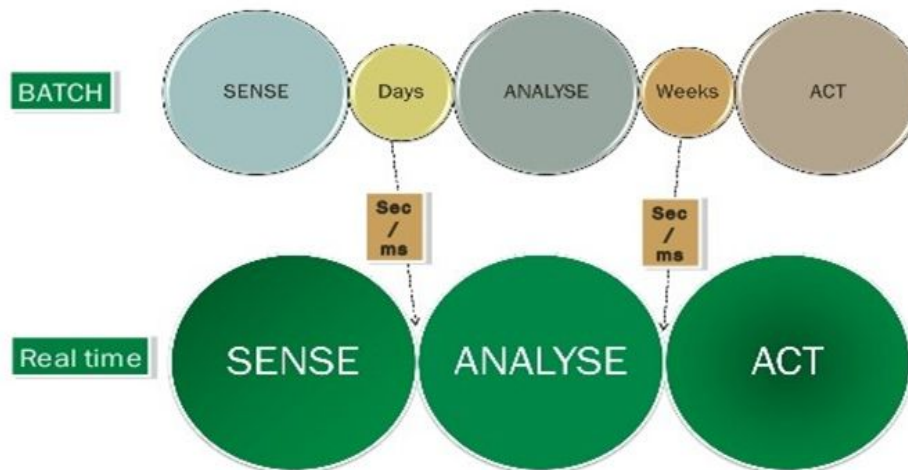 BATCH
SENSE
Days
ANALYSE
Weeks
ACT
Sec
/
ms
Sec
/
ms
Real time
SENSE
ANALYSE
ACT